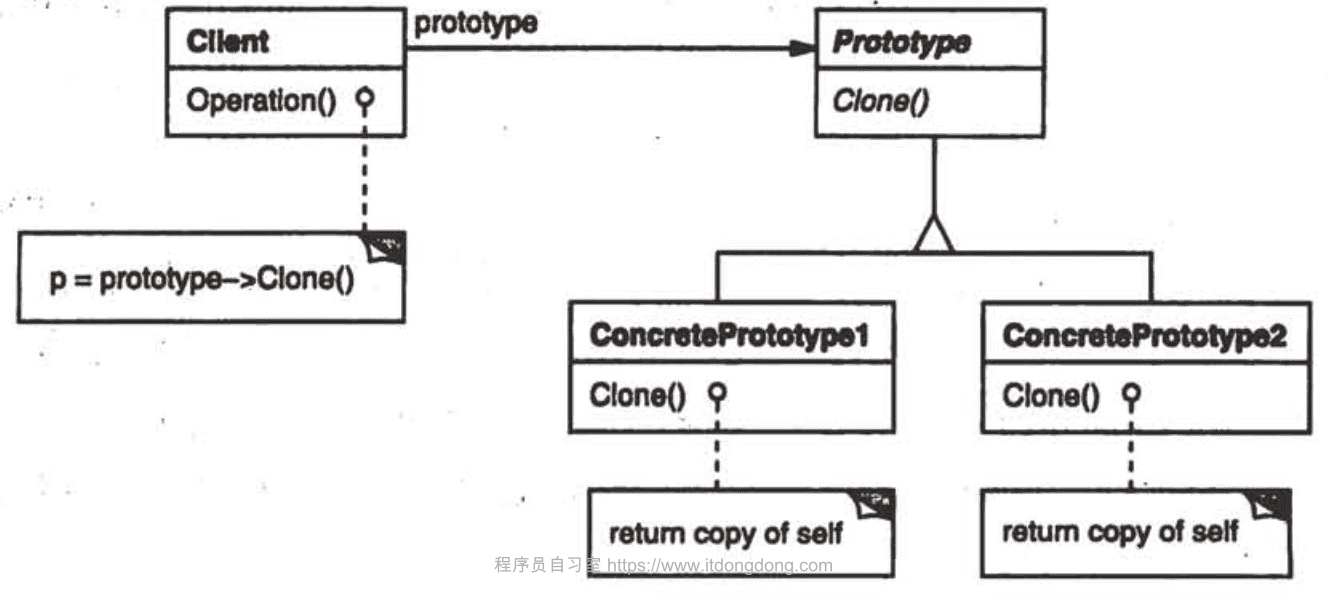 Client
prototype
Prototype
Operation()
Clone()
p = prototype–>Clone()
ConcretePrototype1
ConcretePrototype2
Clone()
Clone()
return copy of self
return copy of self
程序员自习室 https://www.itdongdong.com